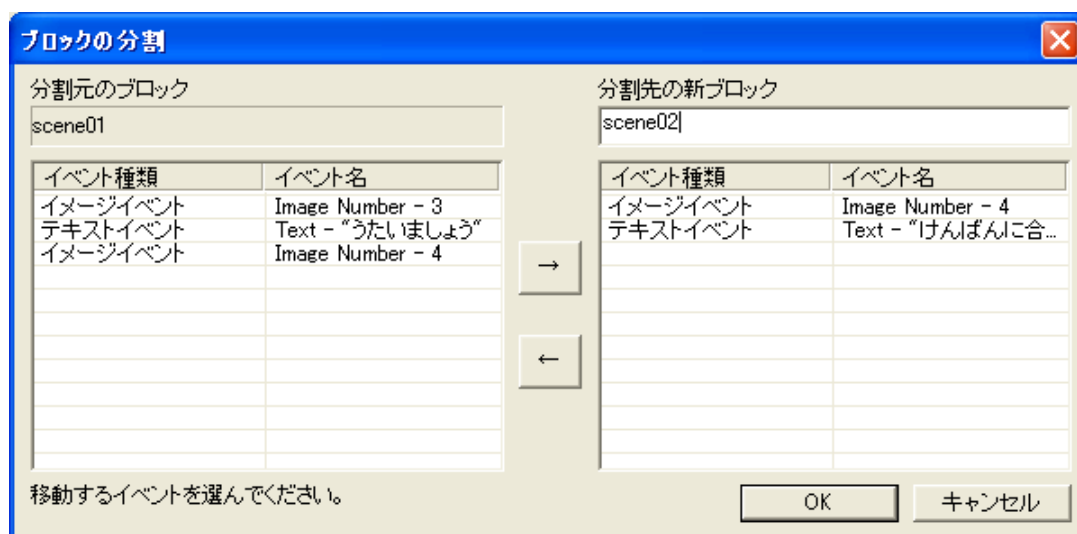 ブロックの分割
分割元のブロック
scene01
分割先の新ブロック
scene02
イベント種類 イベント名
イメージイベント Image Number - 3
テキストイベント Text - "うたいましょう"
イメージイベント Image Number - 4
→
←
イベント種類 イベント名
イメージイベント Image Number - 4
テキストイベント Text - "けんばんに合...
移動するイベントを選んでください。
OK キャンセル